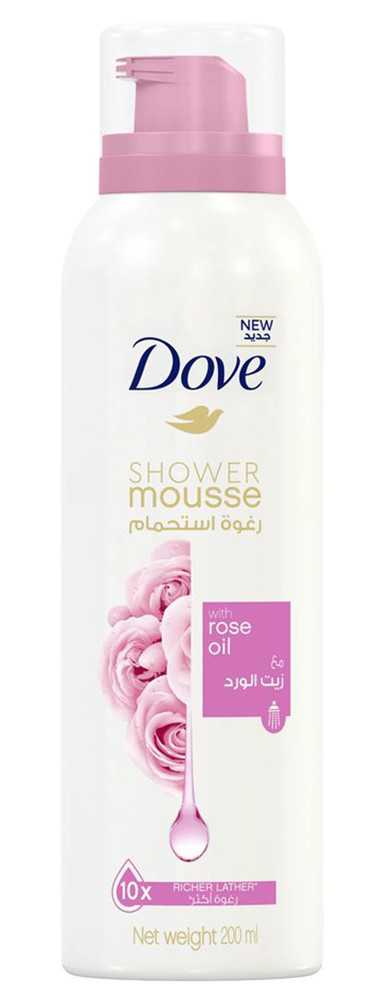 NEW
جديد
Dove
SHOWER
mousse
رغوة استحمام
with
rose
oil
مع
زيت الورد
10x
RICHER LATHER*
رغوة أكثر*
Net weight 200 ml